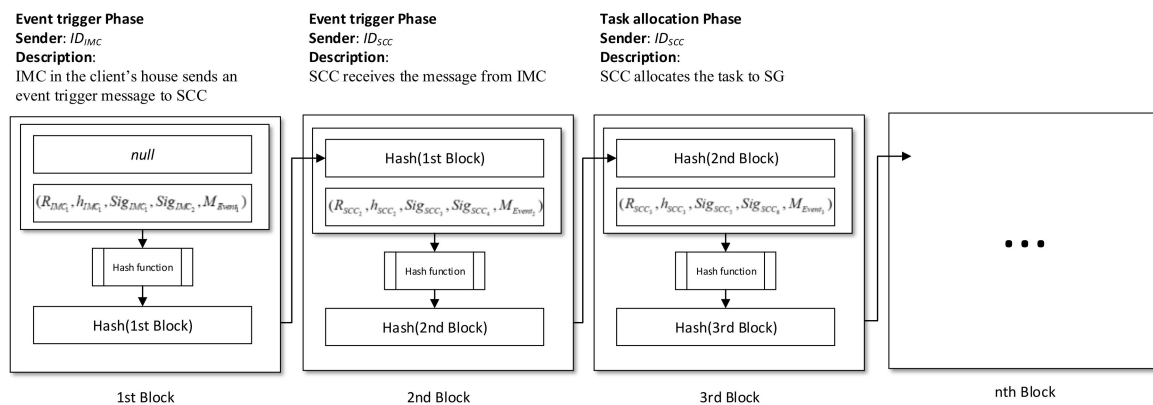 Event trigger Phase
Sender: ID_IMC
Description:
IMC in the client's house sends an
event trigger message to SCC
Event trigger Phase
Sender: ID_SCC
Description:
SCC receives the message from IMC
Task allocation Phase
Sender: ID_SCC
Description:
SCC allocates the task to SG
null
(R_IMC₁, h_IMC₁, Sig_IMC₁, Sig_IMC₂, M_Event₁)
Hash function
Hash(1st Block)
1st Block
Hash(1st Block)
(R_SCC₂, h_SCC₂, Sig_SCC₃, Sig_SCC₄, M_Event₂)
Hash function
Hash(2nd Block)
2nd Block
Hash(2nd Block)
(R_SCC₃, h_SCC₃, Sig_SCC₅, Sig_SCC₆, M_Event₃)
Hash function
Hash(3rd Block)
3rd Block
...
nth Block